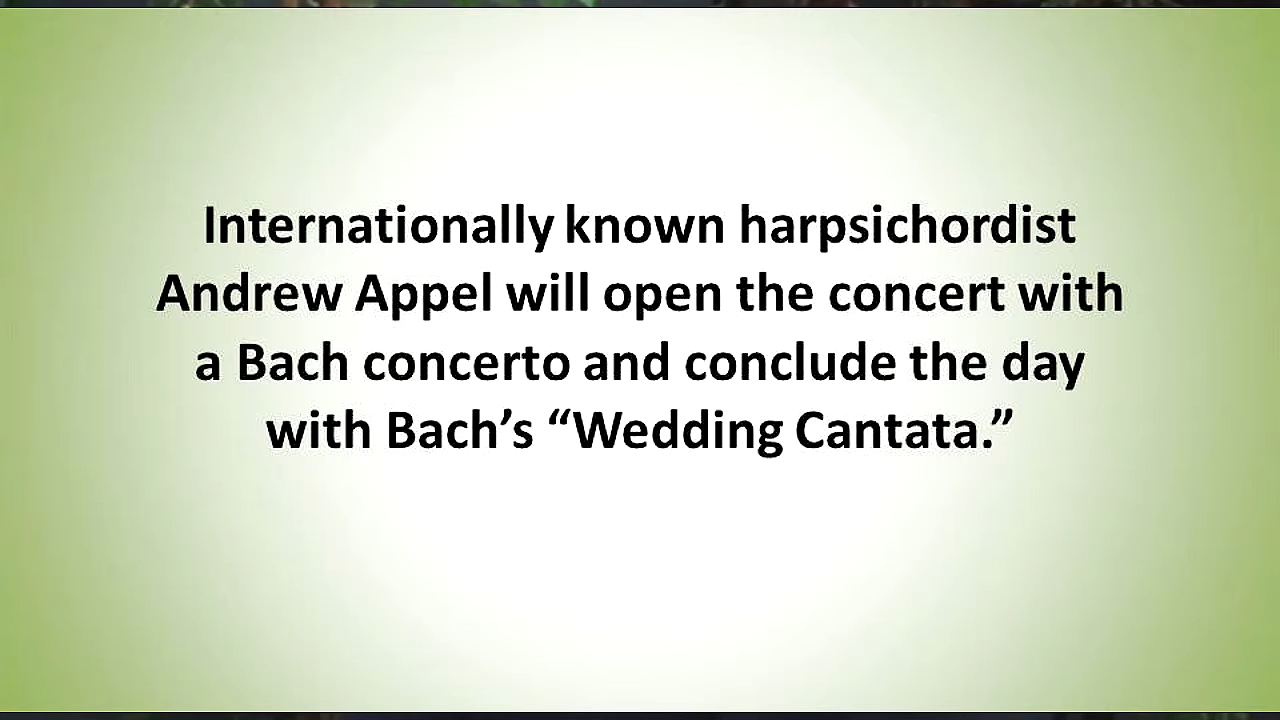 Internationally known harpsichordist
Andrew Appel will open the concert with
a Bach concerto and conclude the day
with Bach’s “Wedding Cantata.”